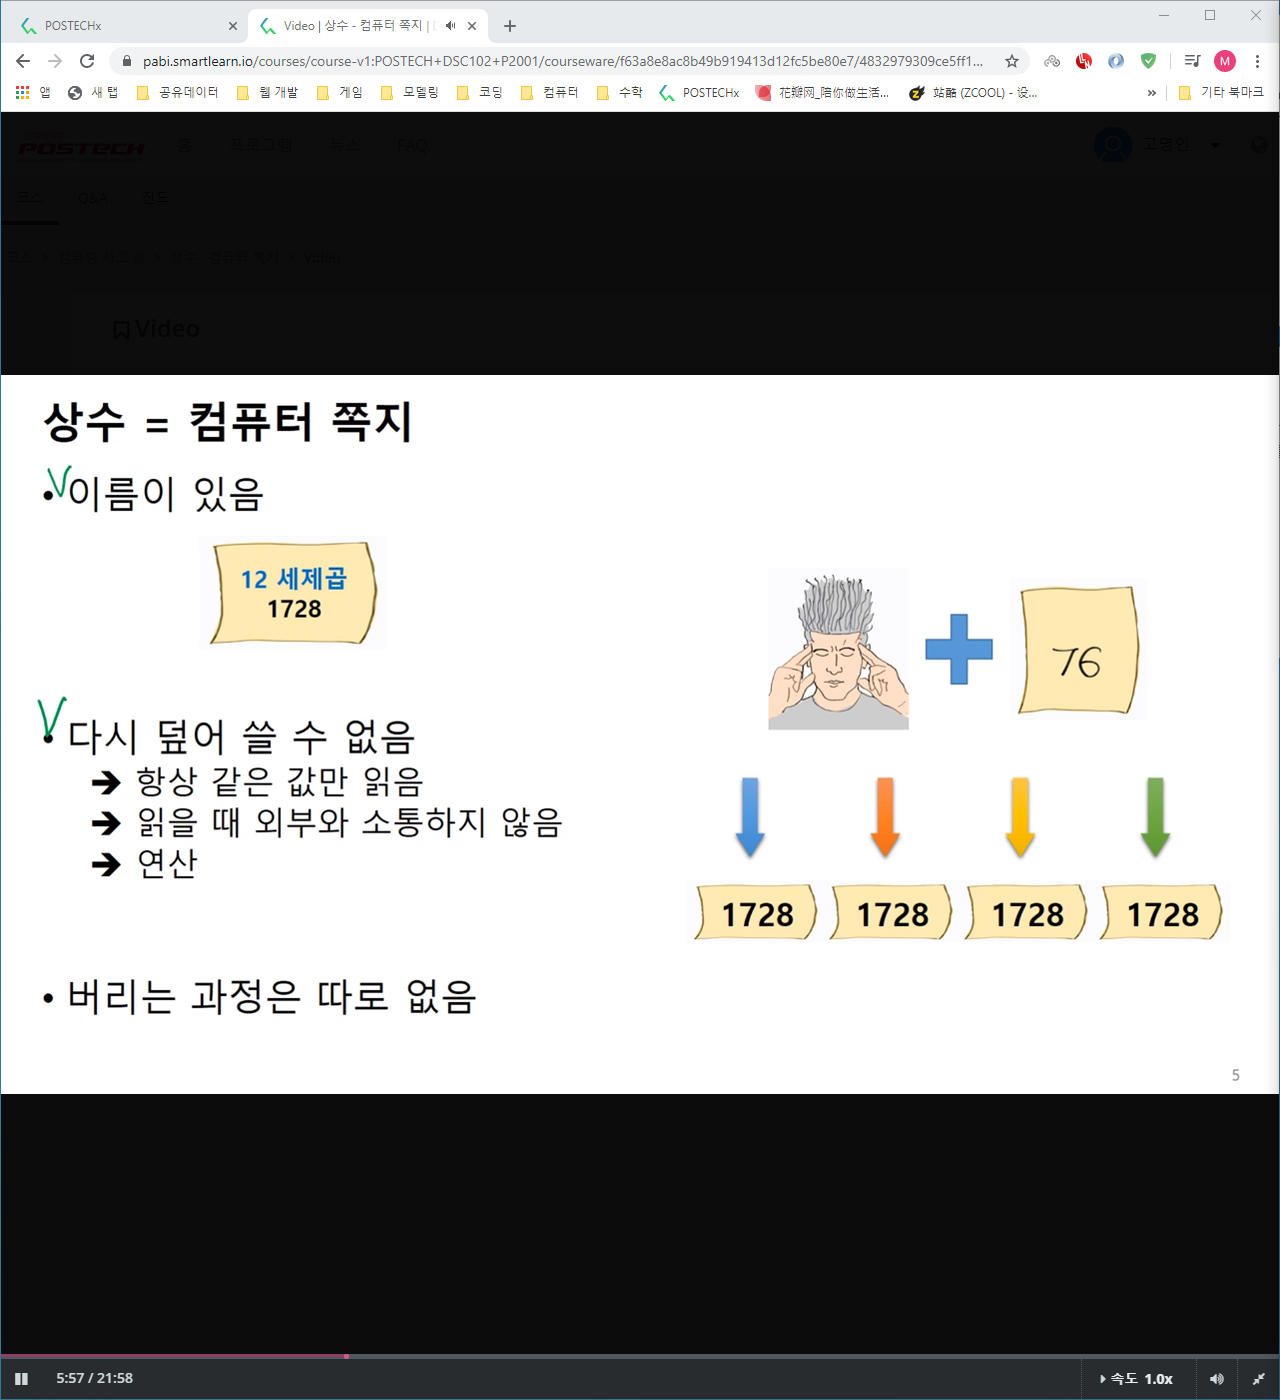 POSTECHx
Video | 상수 - 컴퓨터 쪽지 |
pabi.smartlearn.io/courses/course-v1:POSTECH+DSC102+P2001/courseware/f63a8e8ac8b49b919413d12fc5be80e7/4832979309ce5ff1...
M
앱 새 탭 공유데이터 웹 개발 게임 모델링 코딩 컴퓨터 수학 POSTECHx 花瓣网_陪你做生活... 站酷 (ZCOOL) - 设... » 기타 북마크
POSTECH 홈 프로그램 뉴스 FAQ 고영인
코스 Q&A 진도
Video
Video
상수 = 컴퓨터 쪽지
• 이름이 있음
12 세제곱
1728
76
• 다시 덮어 쓸 수 없음
➔ 항상 같은 값만 읽음
➔ 읽을 때 외부와 소통하지 않음
➔ 연산
1728 1728 1728 1728
• 버리는 과정은 따로 없음
5
5:57 / 21:58
속도 1.0x